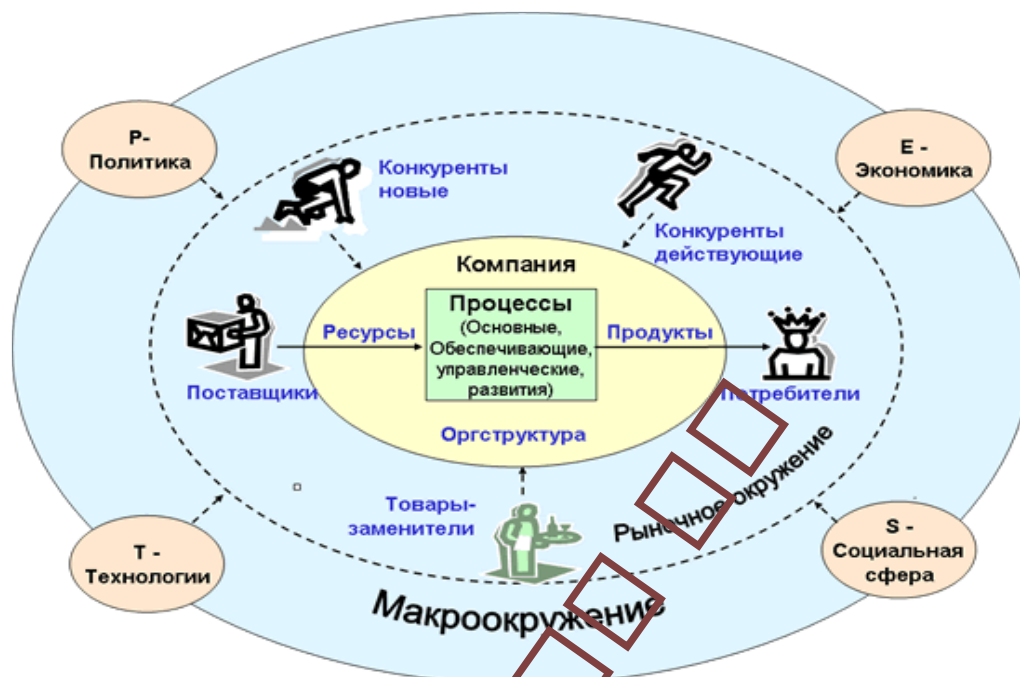 P-
Политика
E -
Экономика
Конкуренты
новые
Конкуренты
действующие
Компания
Процессы
(Основные,
Обеспечивающие,
управленческие,
развития)
Ресурсы
Продукты
Поставщики
Потребители
Оргструктура
Товары-
заменители
Рыночное окружение
T -
Технологии
S -
Социальная
сфера
Макроокружение